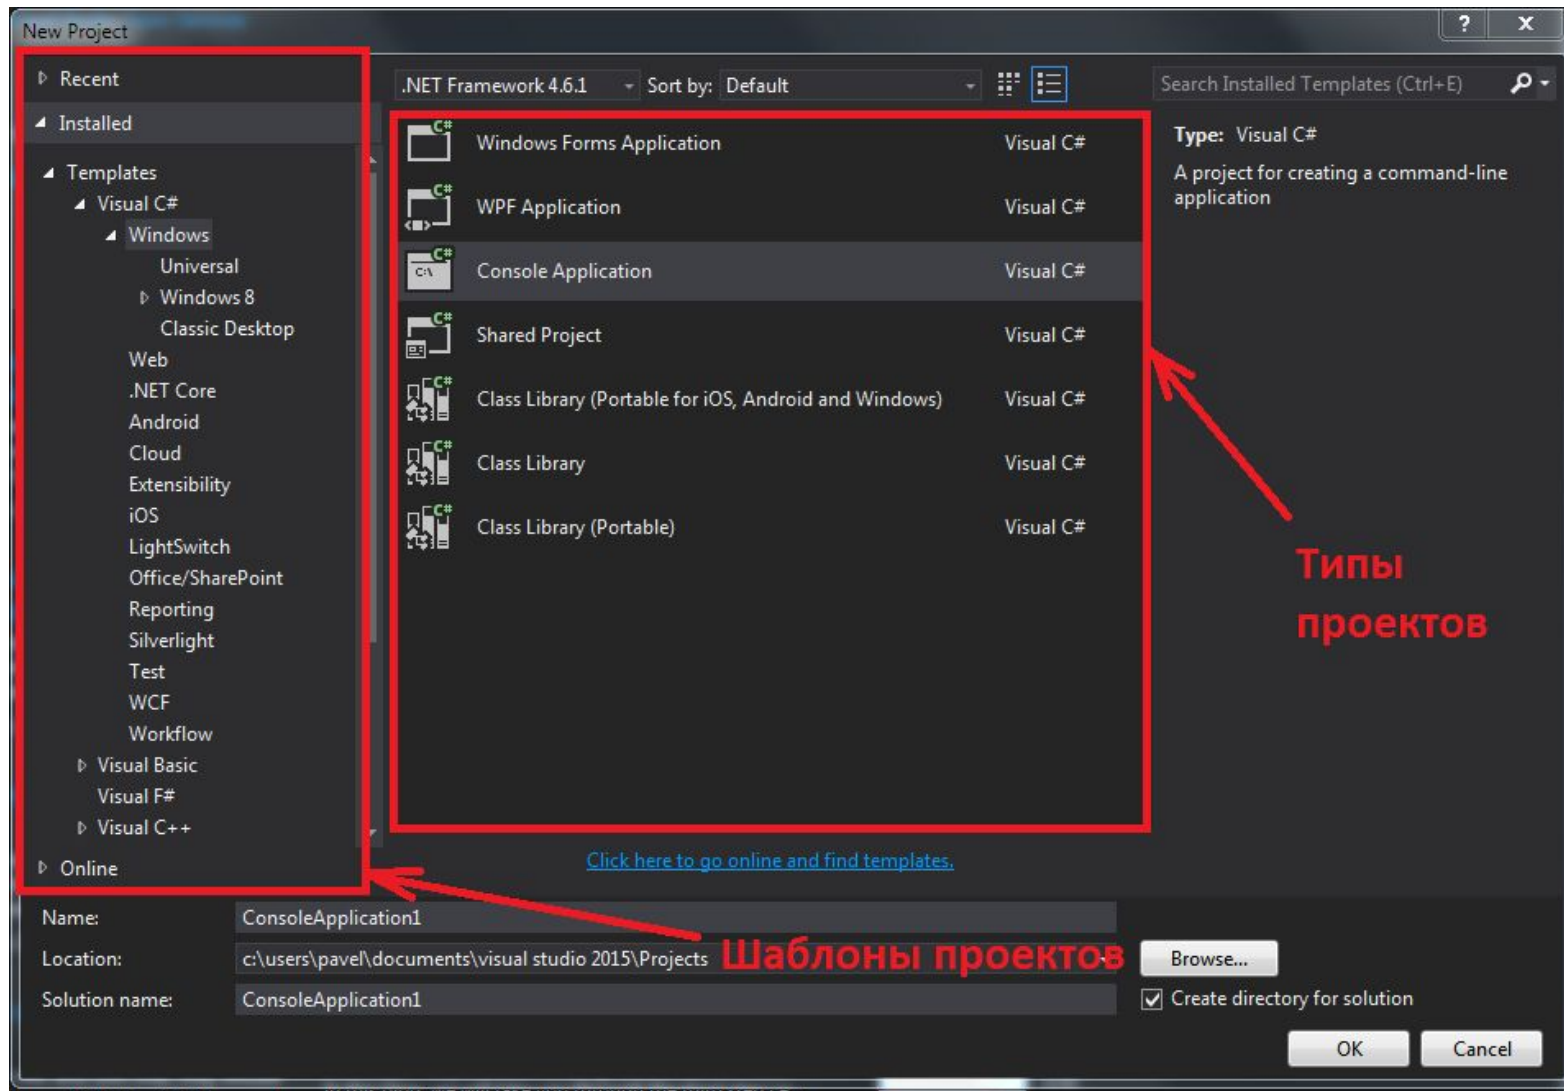 New Project
? X
Recent
Installed
Templates
Visual C#
Windows
Universal
Windows 8
Classic Desktop
Web
.NET Core
Android
Cloud
Extensibility
iOS
LightSwitch
Office/SharePoint
Reporting
Silverlight
Test
WCF
Workflow
Visual Basic
Visual F#
Visual C++
Online
.NET Framework 4.6.1 Sort by: Default
Search Installed Templates (Ctrl+E)
C# Windows Forms Application Visual C#
C# WPF Application Visual C#
C# C:\ Console Application Visual C#
C# Shared Project Visual C#
C# Class Library (Portable for iOS, Android and Windows) Visual C#
C# Class Library Visual C#
C# Class Library (Portable) Visual C#
Type: Visual C#
A project for creating a command-line
application
Типы
проектов
Click here to go online and find templates.
Name: ConsoleApplication1
Location: c:\users\pavel\documents\visual studio 2015\Projects
Шаблоны проектов
Browse...
Solution name: ConsoleApplication1
Create directory for solution
OK Cancel